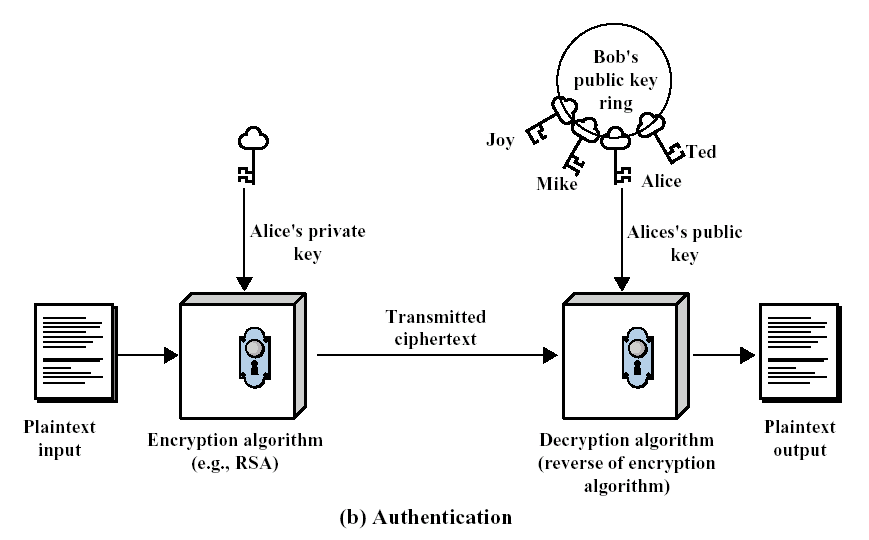 Bob's
public key
ring
Joy
Ted
Mike
Alice
Alice's private
key
Alices's public
key
Transmitted
ciphertext
Plaintext
input
Encryption algorithm
(e.g., RSA)
Decryption algorithm
(reverse of encryption
algorithm)
Plaintext
output
(b) Authentication